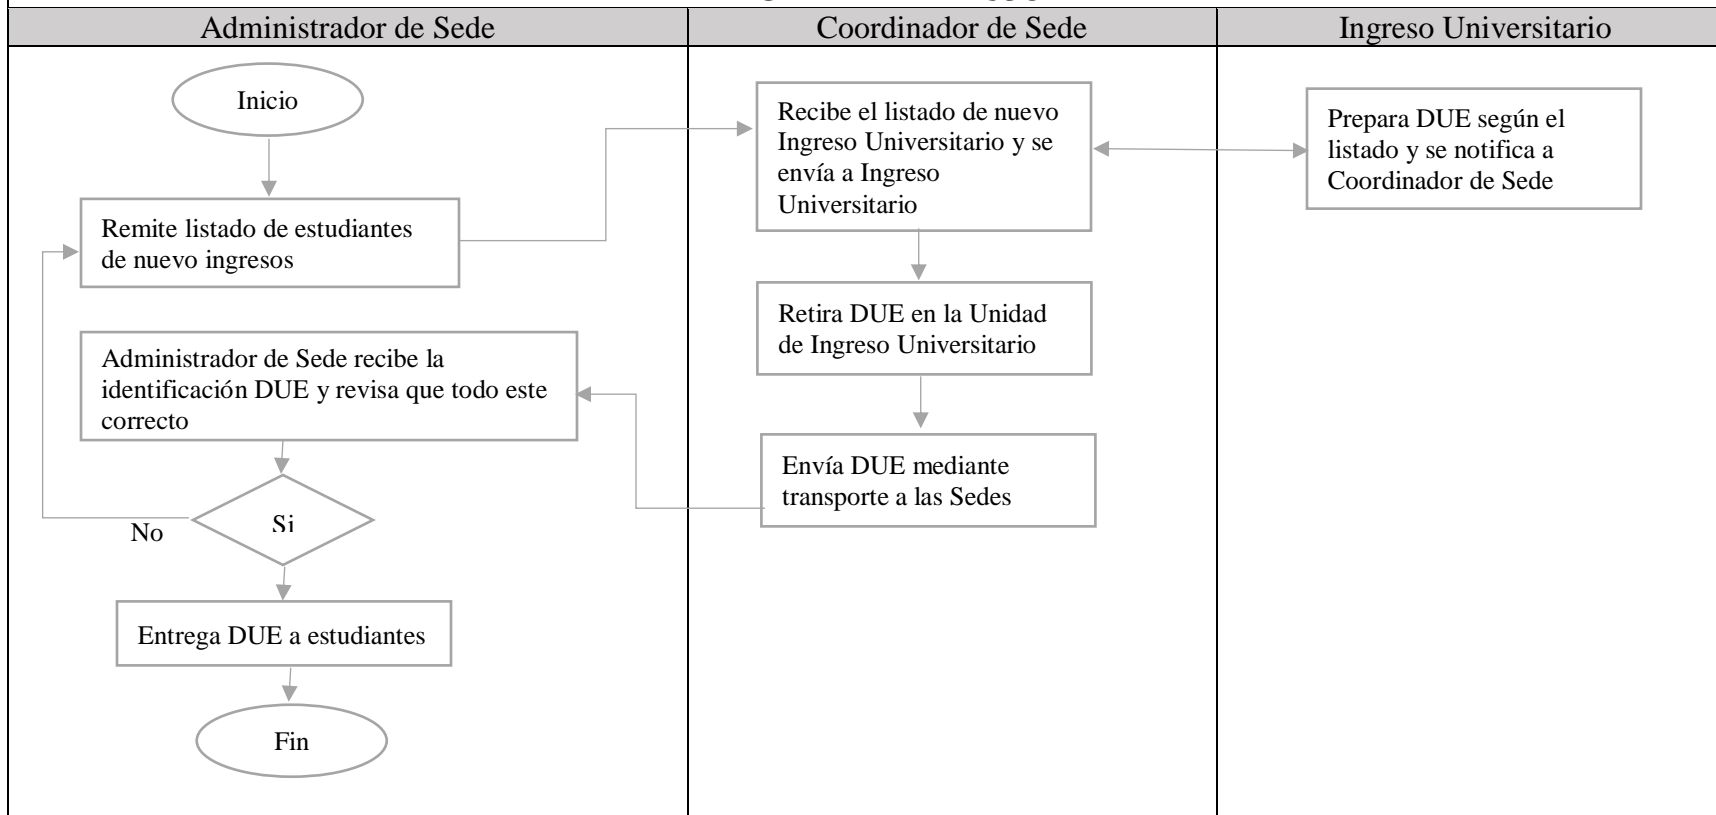 Administrador de Sede
Coordinador de Sede
Ingreso Universitario
Inicio
Remite listado de estudiantes
de nuevo ingresos
Administrador de Sede recibe la
identificación DUE y revisa que todo este
correcto
Si
No
Entrega DUE a estudiantes
Fin
Recibe el listado de nuevo
Ingreso Universitario y se
envía a Ingreso
Universitario
Retira DUE en la Unidad
de Ingreso Universitario
Envía DUE mediante
transporte a las Sedes
Prepara DUE según el
listado y se notifica a
Coordinador de Sede